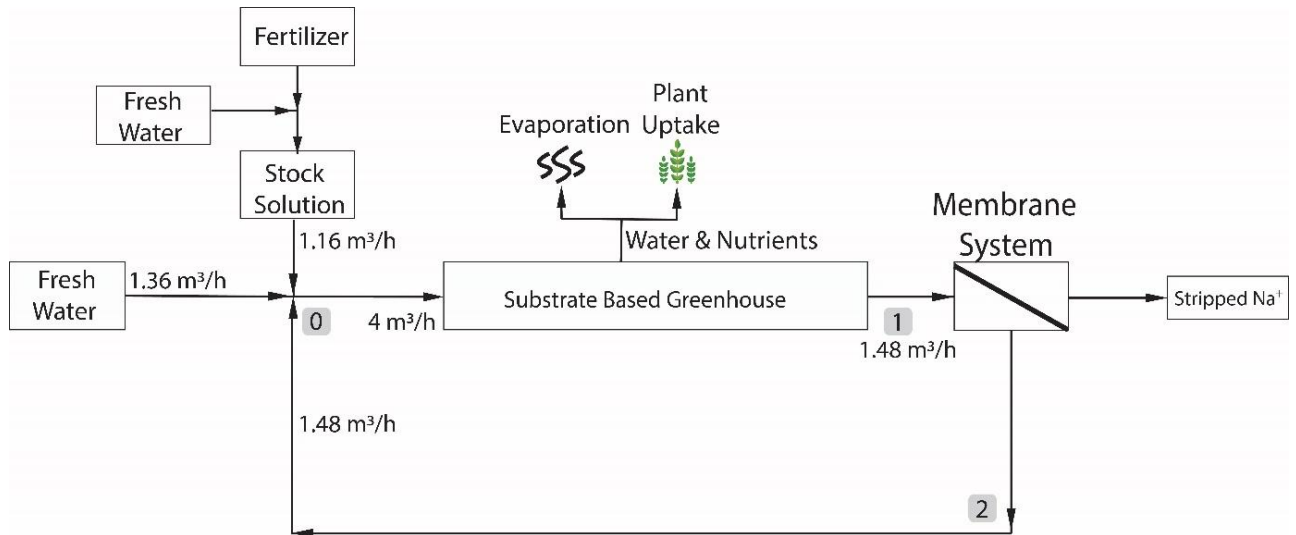 Fertilizer
Fresh
Water
Stock
Solution
1.16 m³/h
Evaporation
Plant
Uptake
Water & Nutrients
Membrane
System
Fresh
Water
1.36 m³/h
0
4 m³/h
Substrate Based Greenhouse
1
1.48 m³/h
Stripped Na⁺
1.48 m³/h
2